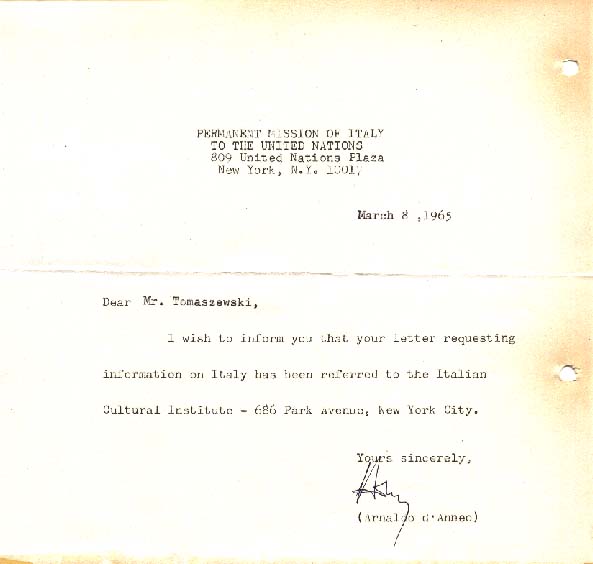 PERMANENT MISSION OF ITALY
TO THE UNITED NATIONS
809 United Nations Plaza
New York, N.Y. 10017
March 8 ,1965
Dear Mr. Tomaszewski,
I wish to inform you that your letter requesting
information on Italy has been referred to the Italian
Cultural Institute - 686 Park Avenue, New York City.
Yours sincerely,
(Arnaldo d'Anneo)